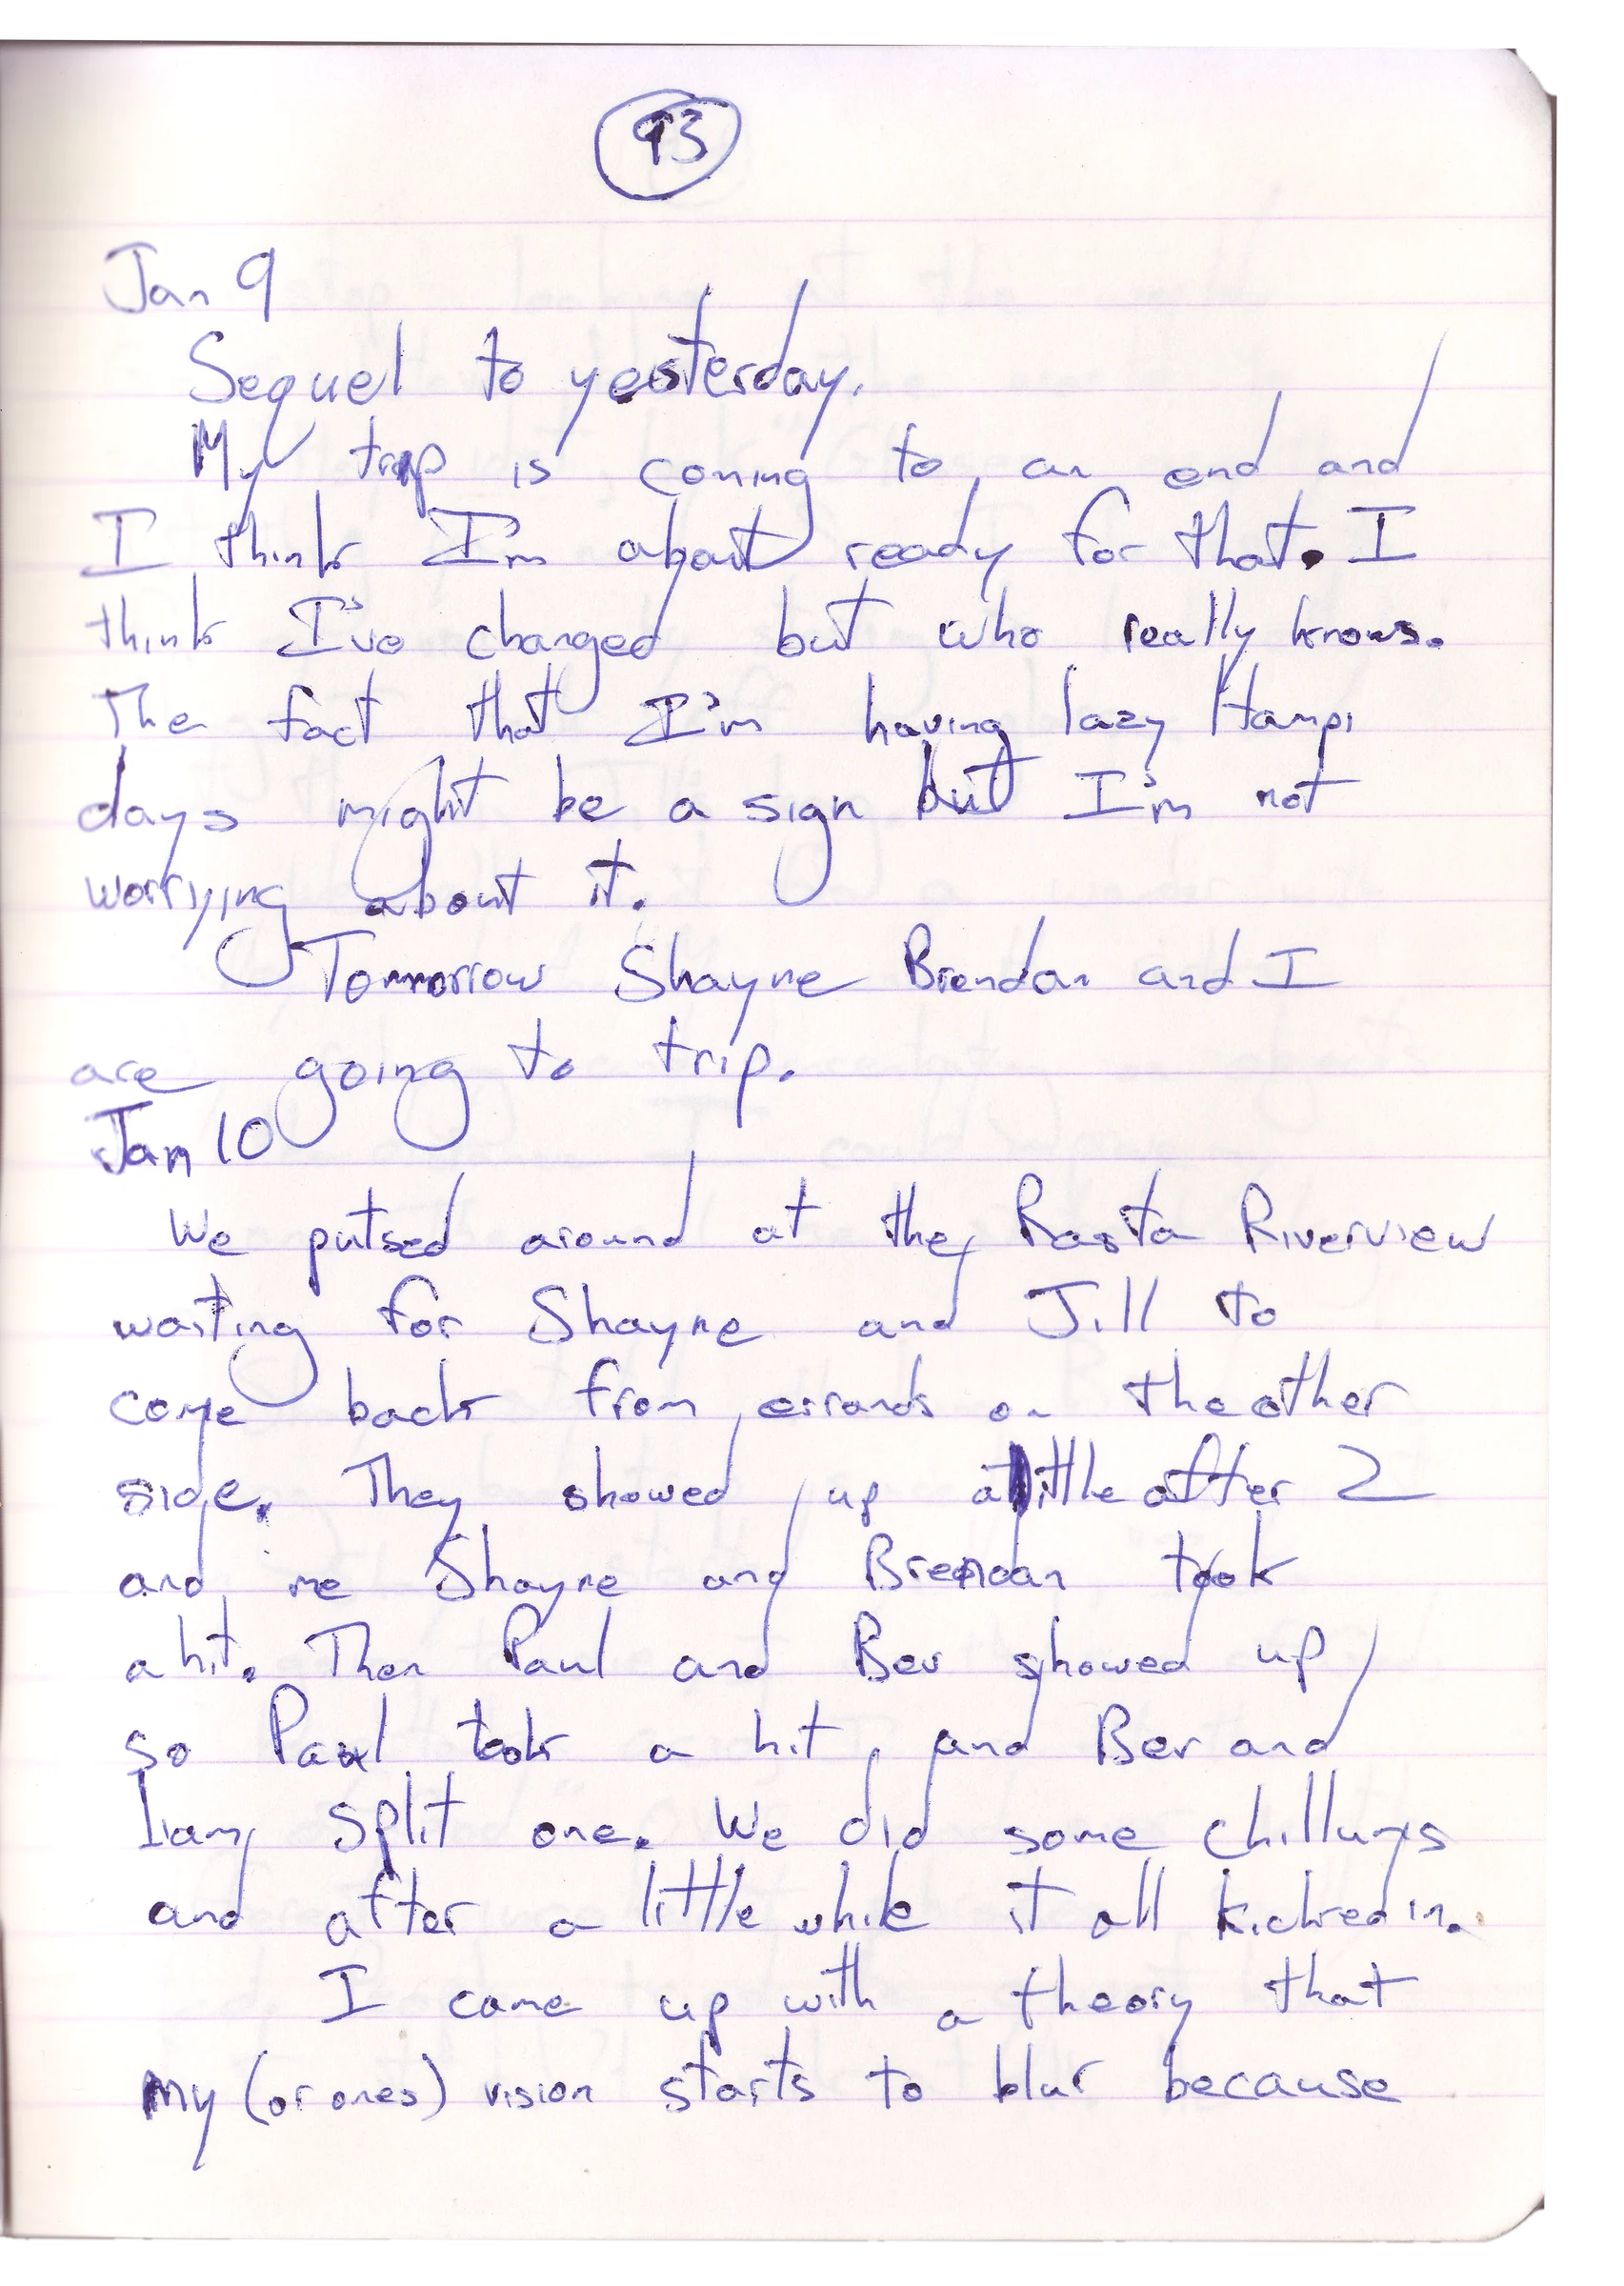 93
Jan 9
Sequel to yesterday.
My trip is coming to an end and
I think I'm about ready for that. I
think I've changed but who really knows.
The fact that I'm having lazy Hampi
days might be a sign but I'm not
worrying about it.
Tommorrow Shayne Brendan and I
are going to trip.
Jan 10
We putsed around at the Rasta Riverview
waiting for Shayne and Jill to
come back from errands on the other
side. They showed up a little after 2
and me Shayne and Brendan took
a hit. Then Paul and Bev showed up
so Paul took a hit, and Bev and
Liam split one. We did some chillums
and after a little while it all kicked in.
I came up with a theory that
my (or ones) vision starts to blur because